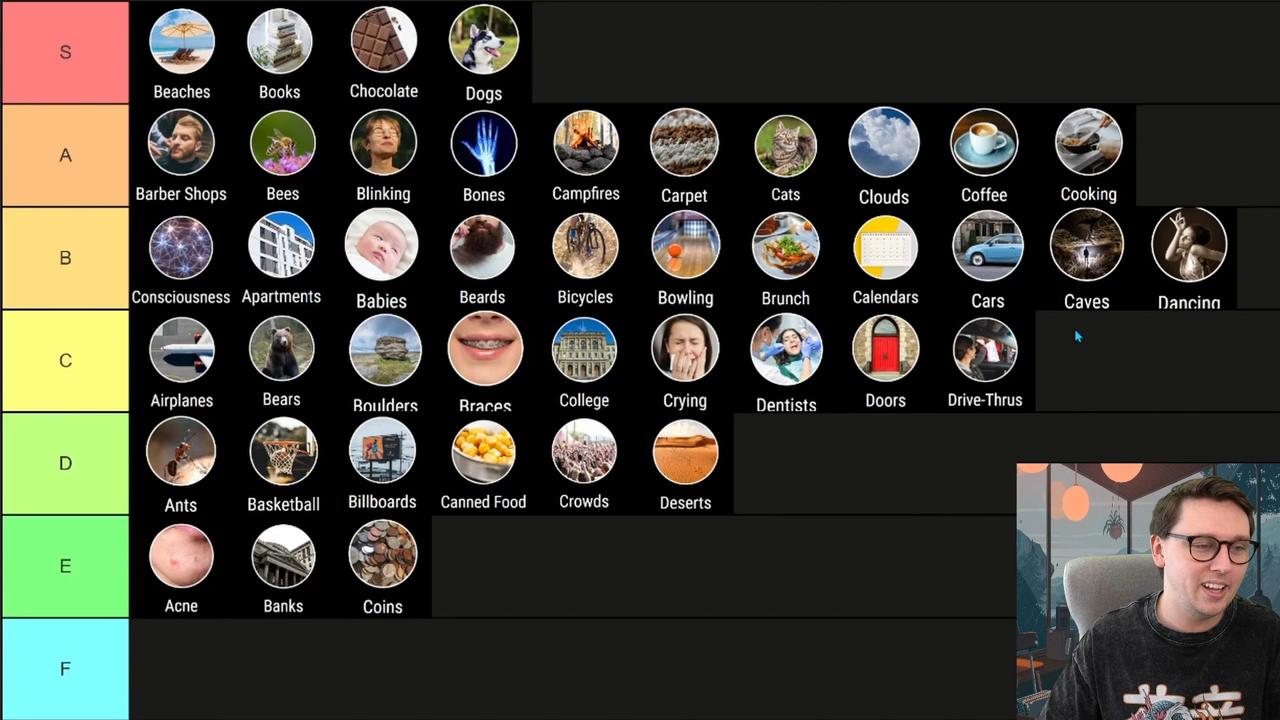 S
Beaches
Books
Chocolate
Dogs
A
Barber Shops
Bees
Blinking
Bones
Campfires
Carpet
Cats
Clouds
Coffee
Cooking
B
Consciousness
Apartments
Babies
Beards
Bicycles
Bowling
Brunch
Calendars
Cars
Caves
Dancing
C
Airplanes
Bears
Boulders
Braces
College
Crying
Dentists
Doors
Drive-Thrus
D
Ants
Basketball
Billboards
Canned Food
Crowds
Deserts
E
Acne
Banks
Coins
F